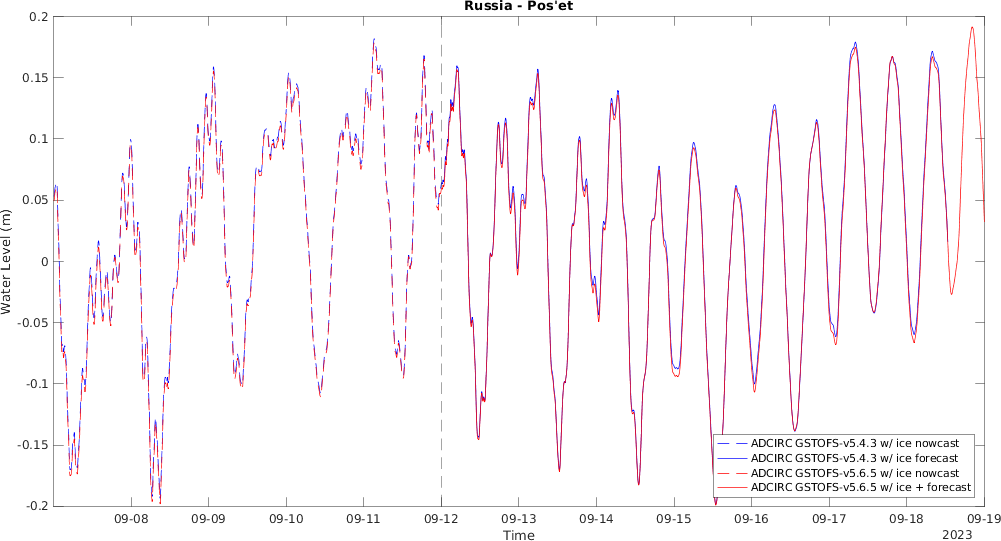 Russia - Pos'et
0.2
0.15
0.1
0.05
0
-0.05
-0.1
-0.15
-0.2
Water Level (m)
ADCIRC GSTOFS-v5.4.3 w/ ice nowcast
ADCIRC GSTOFS-v5.4.3 w/ ice forecast
ADCIRC GSTOFS-v5.6.5 w/ ice nowcast
ADCIRC GSTOFS-v5.6.5 w/ ice + forecast
09-08 09-09 09-10 09-11 09-12 09-13 09-14 09-15 09-16 09-17 09-18 09-19
Time
2023